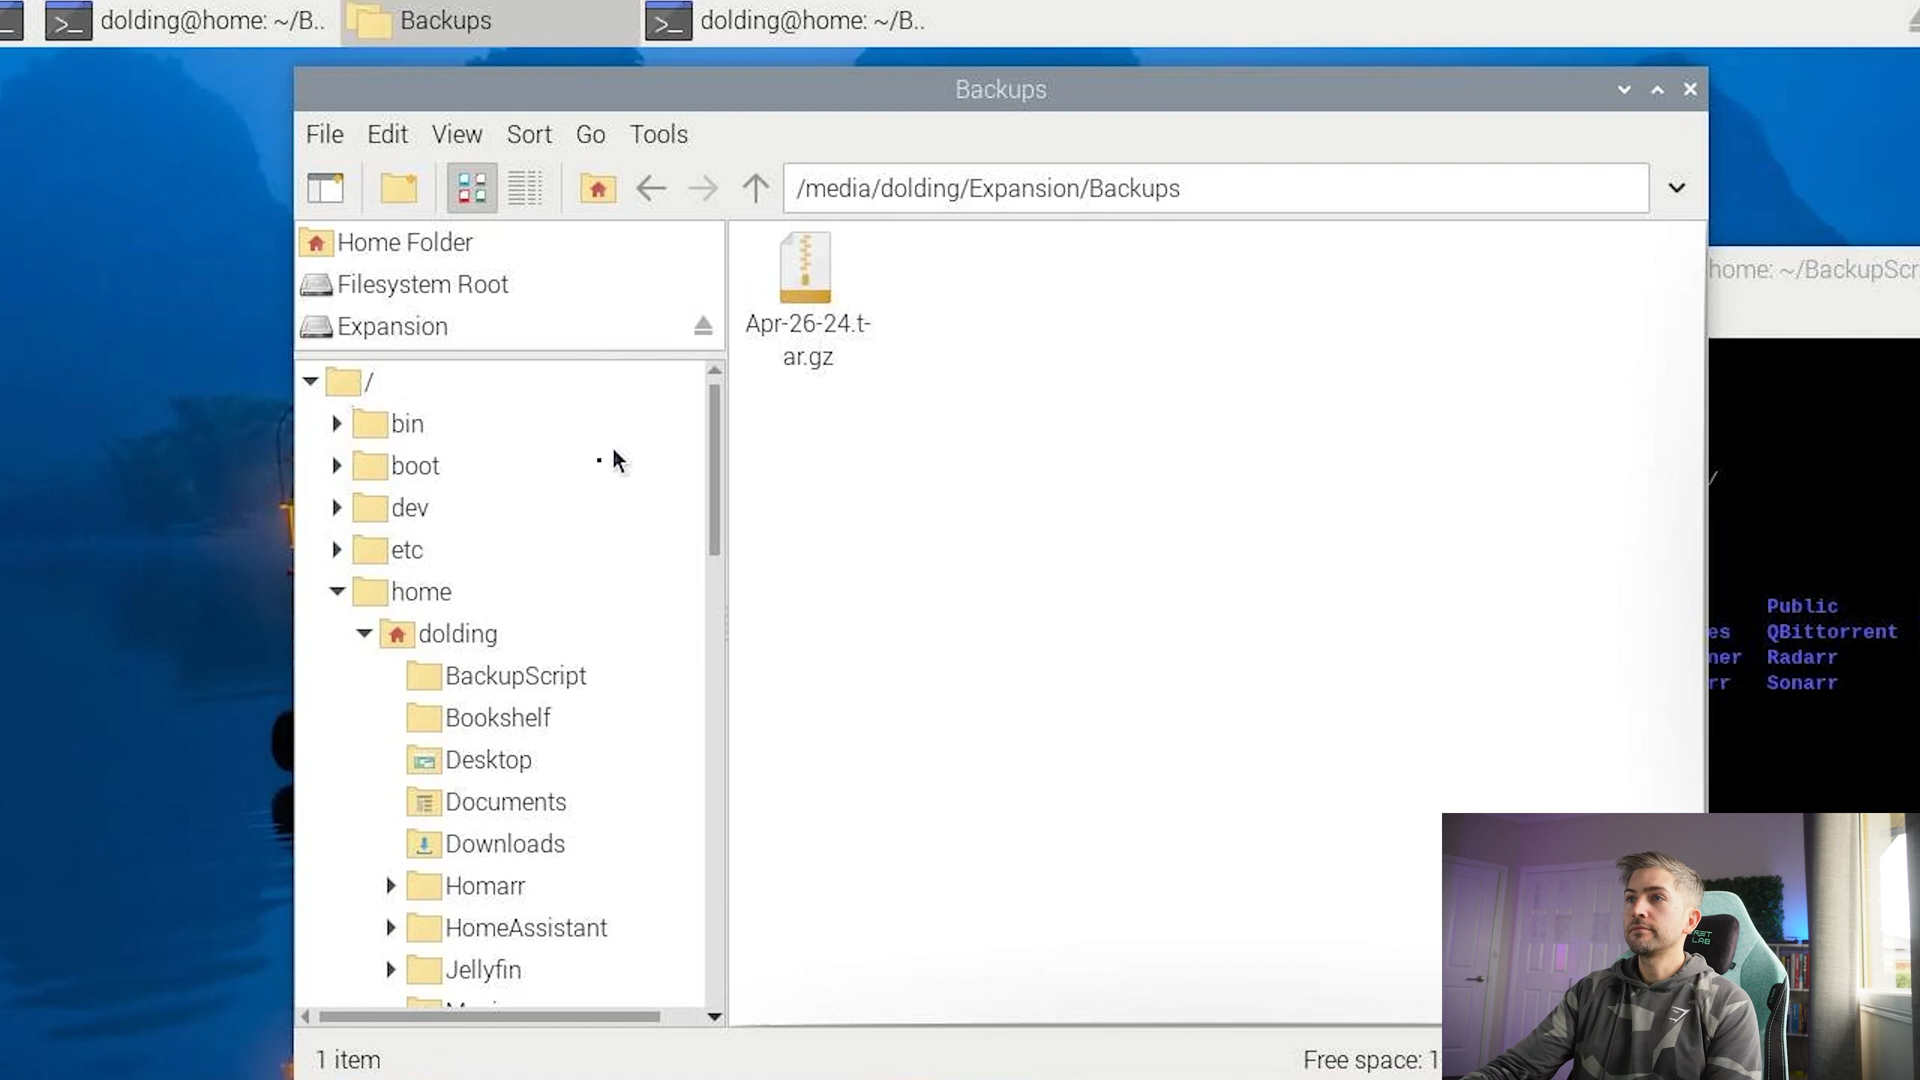 dolding@home: ~/B..
Backups
dolding@home: ~/B..
Backups
File Edit View Sort Go Tools
/media/dolding/Expansion/Backups
Home Folder
Filesystem Root
Expansion
/
bin
boot
dev
etc
home
dolding
BackupScript
Bookshelf
Desktop
Documents
Downloads
Homarr
HomeAssistant
Jellyfin
Apr-26-24.t-
ar.gz
home: ~/BackupScr
/
Public
es QBittorrent
ner Radarr
rr Sonarr
RET
LAB
1 item
Free space: 1